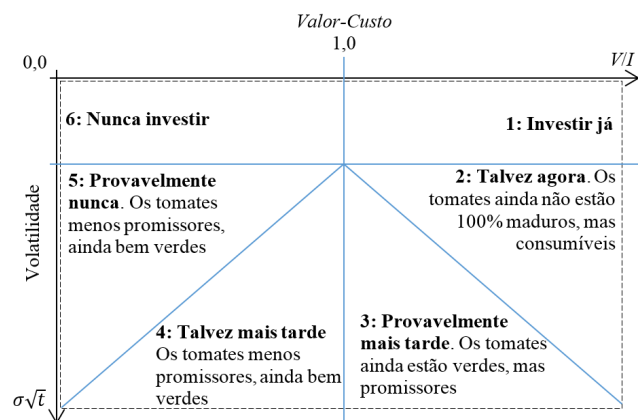 Valor-Custo
0,0
1,0
V/I
6: Nunca investir
1: Investir já
5: Provavelmente
nunca. Os tomates
menos promissores,
ainda bem verdes
2: Talvez agora. Os
tomates ainda não estão
100% maduros, mas
consumíveis
Volatilidade
4: Talvez mais tarde
Os tomates menos
promissores, ainda bem
verdes
3: Provavelmente
mais tarde. Os tomates
ainda estão verdes, mas
promissores
σ√t